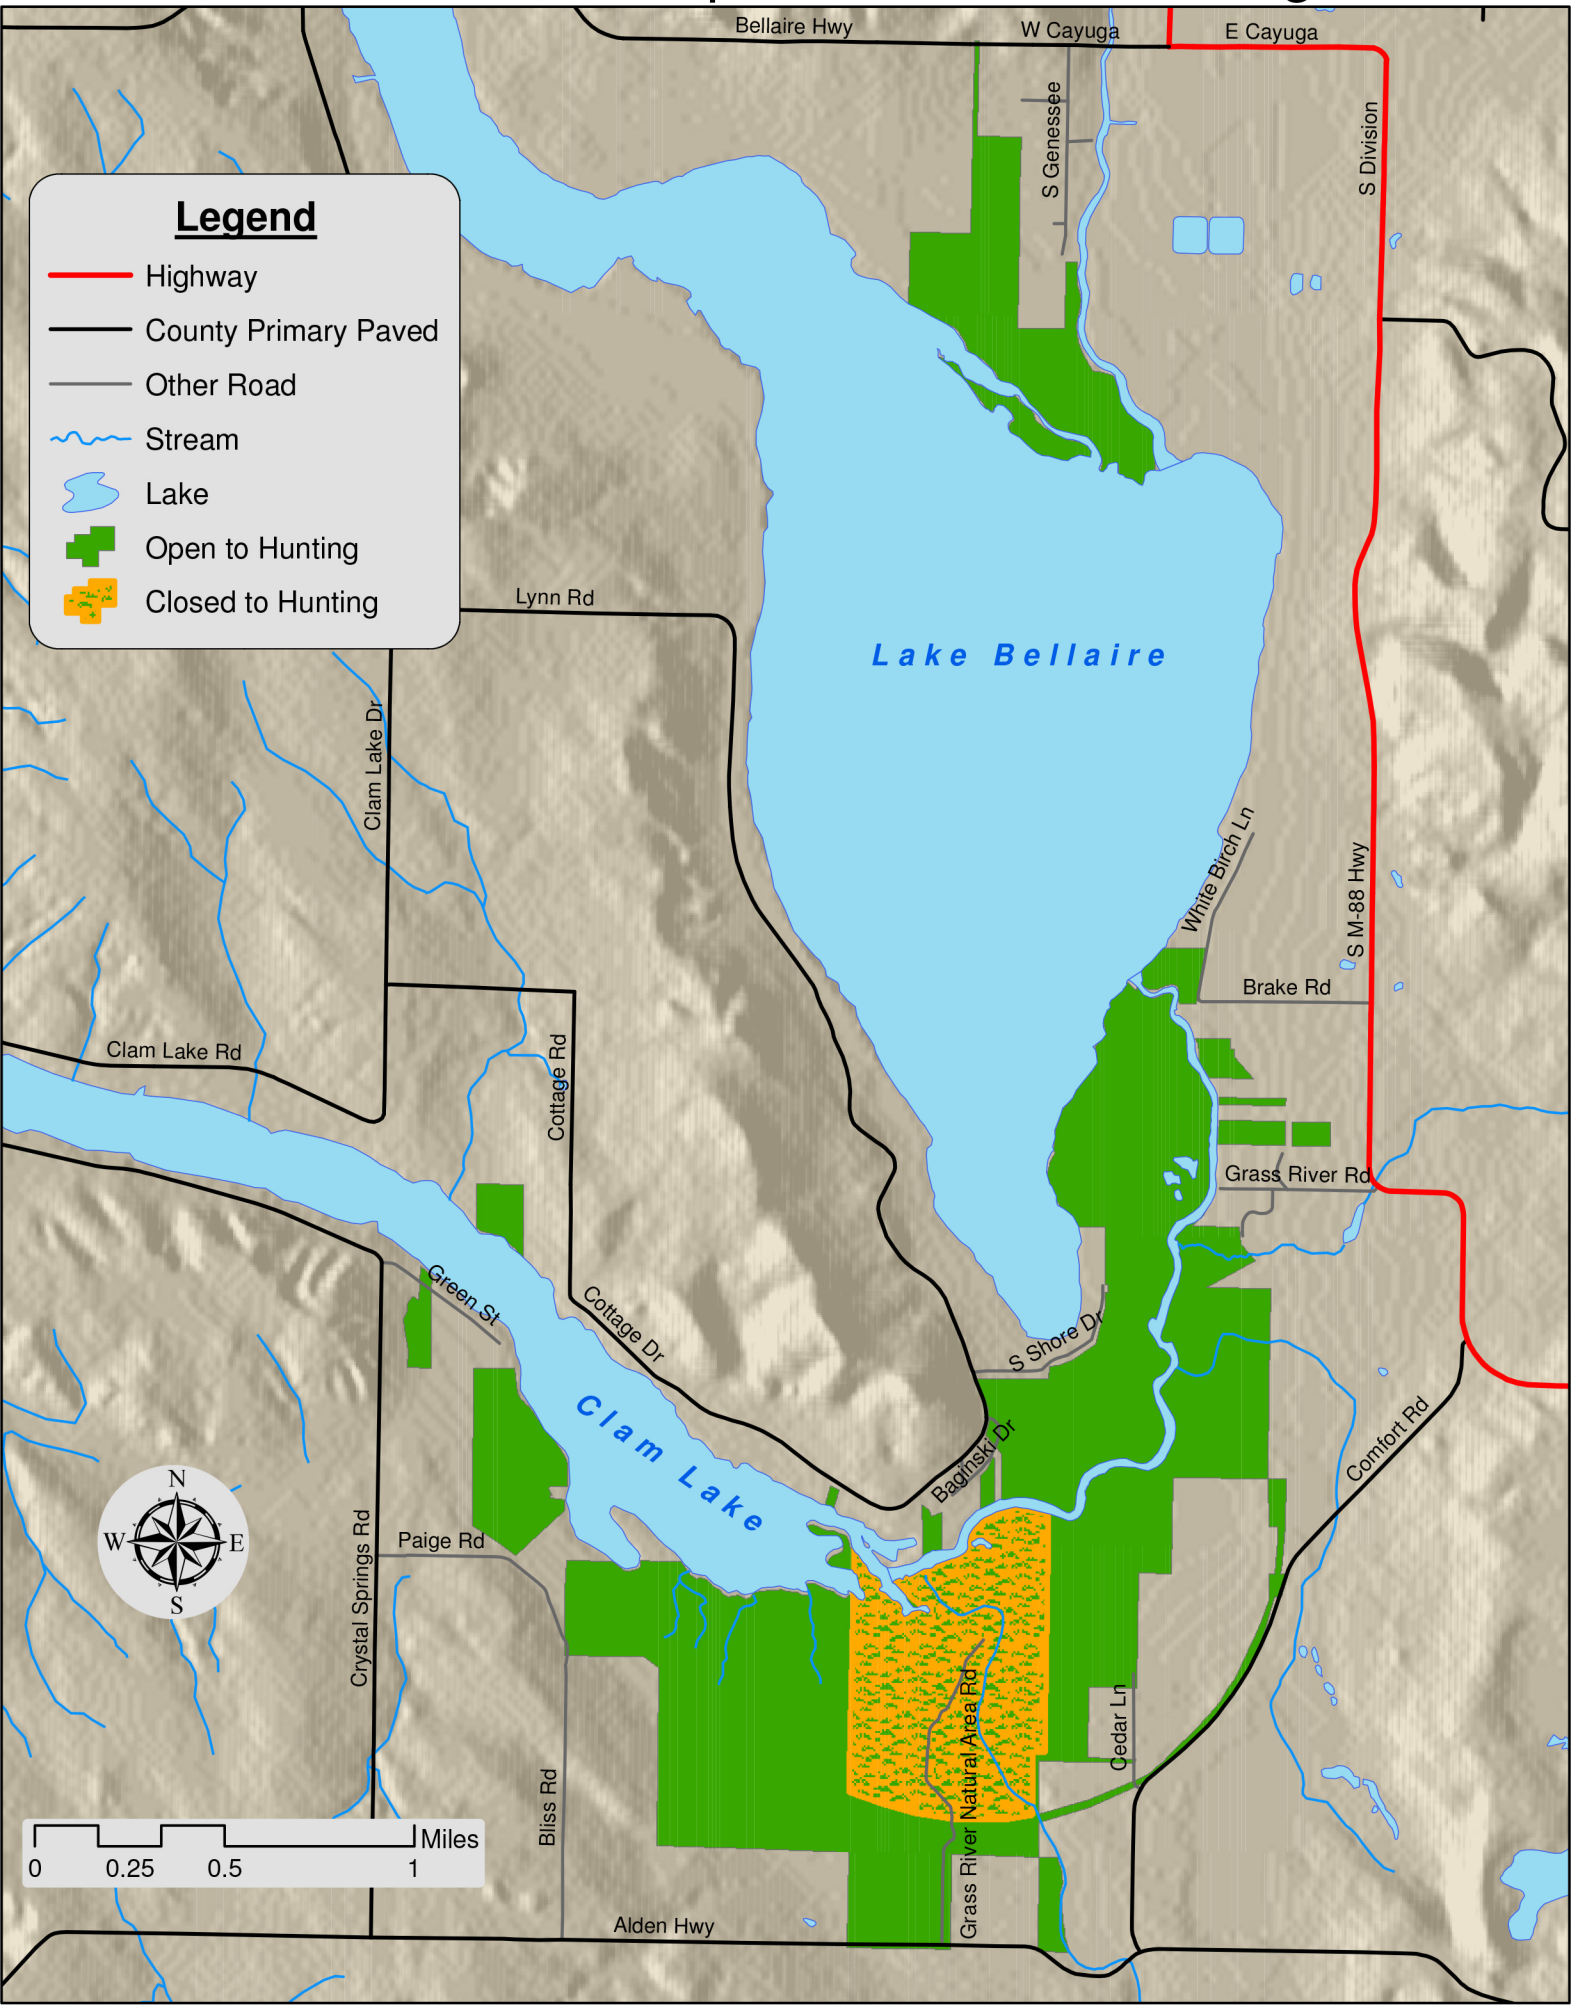 Bellaire Hwy
W Cayuga
E Cayuga
S Genessee
S Division
Legend
Highway
County Primary Paved
Other Road
Stream
Lake
Open to Hunting
Closed to Hunting
Lynn Rd
Lake Bellaire
Clam Lake Dr
White Birch Ln
S M-88 Hwy
Brake Rd
Clam Lake Rd
Cottage Rd
Grass River Rd
Green St
Cottage Dr
S Shore Dr
Clam Lake
Baginski Dr
Comfort Rd
N
W
E
S
Crystal Springs Rd
Paige Rd
Grass River Natural Area Rd
Cedar Ln
Bliss Rd
Miles
0
0.25
0.5
1
Alden Hwy